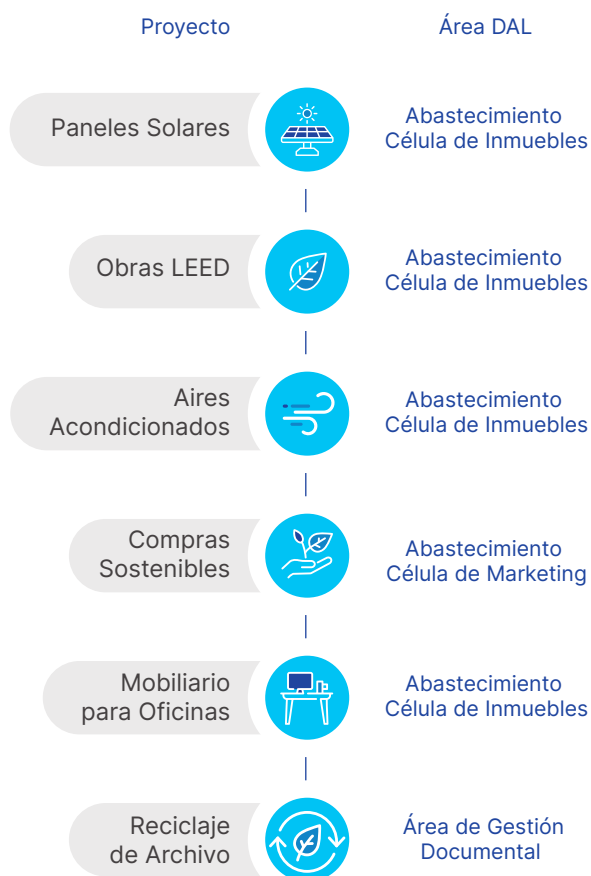 Proyecto
Área DAL
Paneles Solares
Abastecimiento
Célula de Inmuebles
Obras LEED
Abastecimiento
Célula de Inmuebles
Aires
Acondicionados
Abastecimiento
Célula de Inmuebles
Compras
Sostenibles
Abastecimiento
Célula de Marketing
Mobiliario
para Oficinas
Abastecimiento
Célula de Inmuebles
Reciclaje
de Archivo
Área de Gestión
Documental